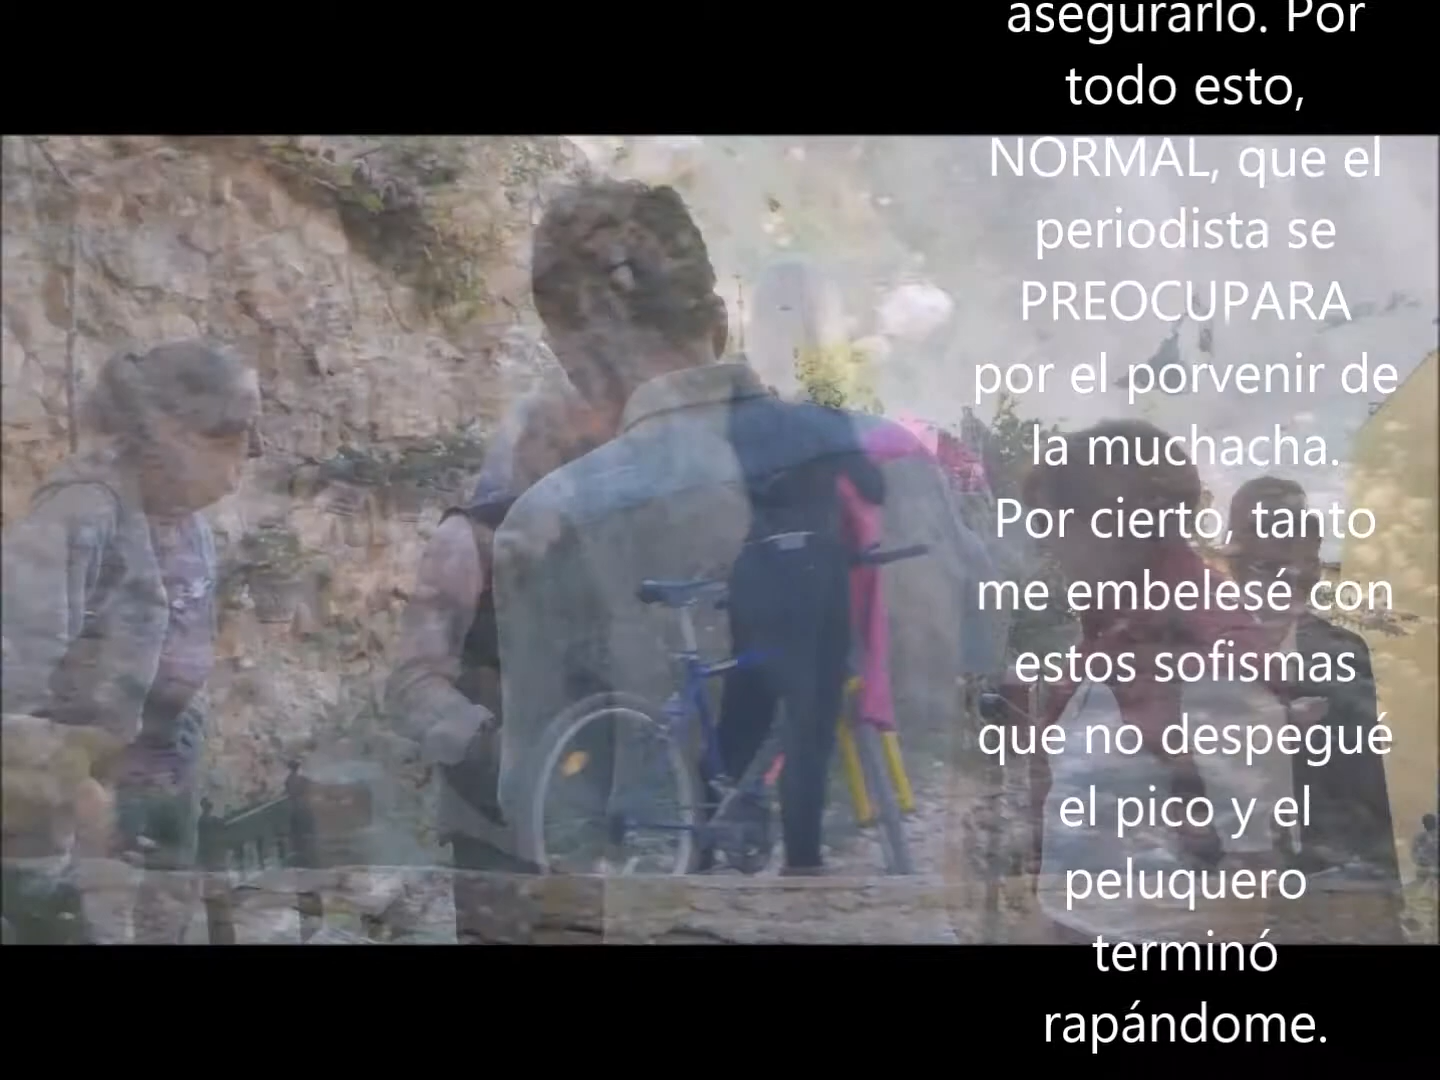 asegurarlo. Por
todo esto,
NORMAL, que el
periodista se
PREOCUPARA
por el porvenir de
la muchacha.
Por cierto, tanto
me embelesé con
estos sofismas
que no despegué
el pico y el
peluquero
terminó
rapándome.